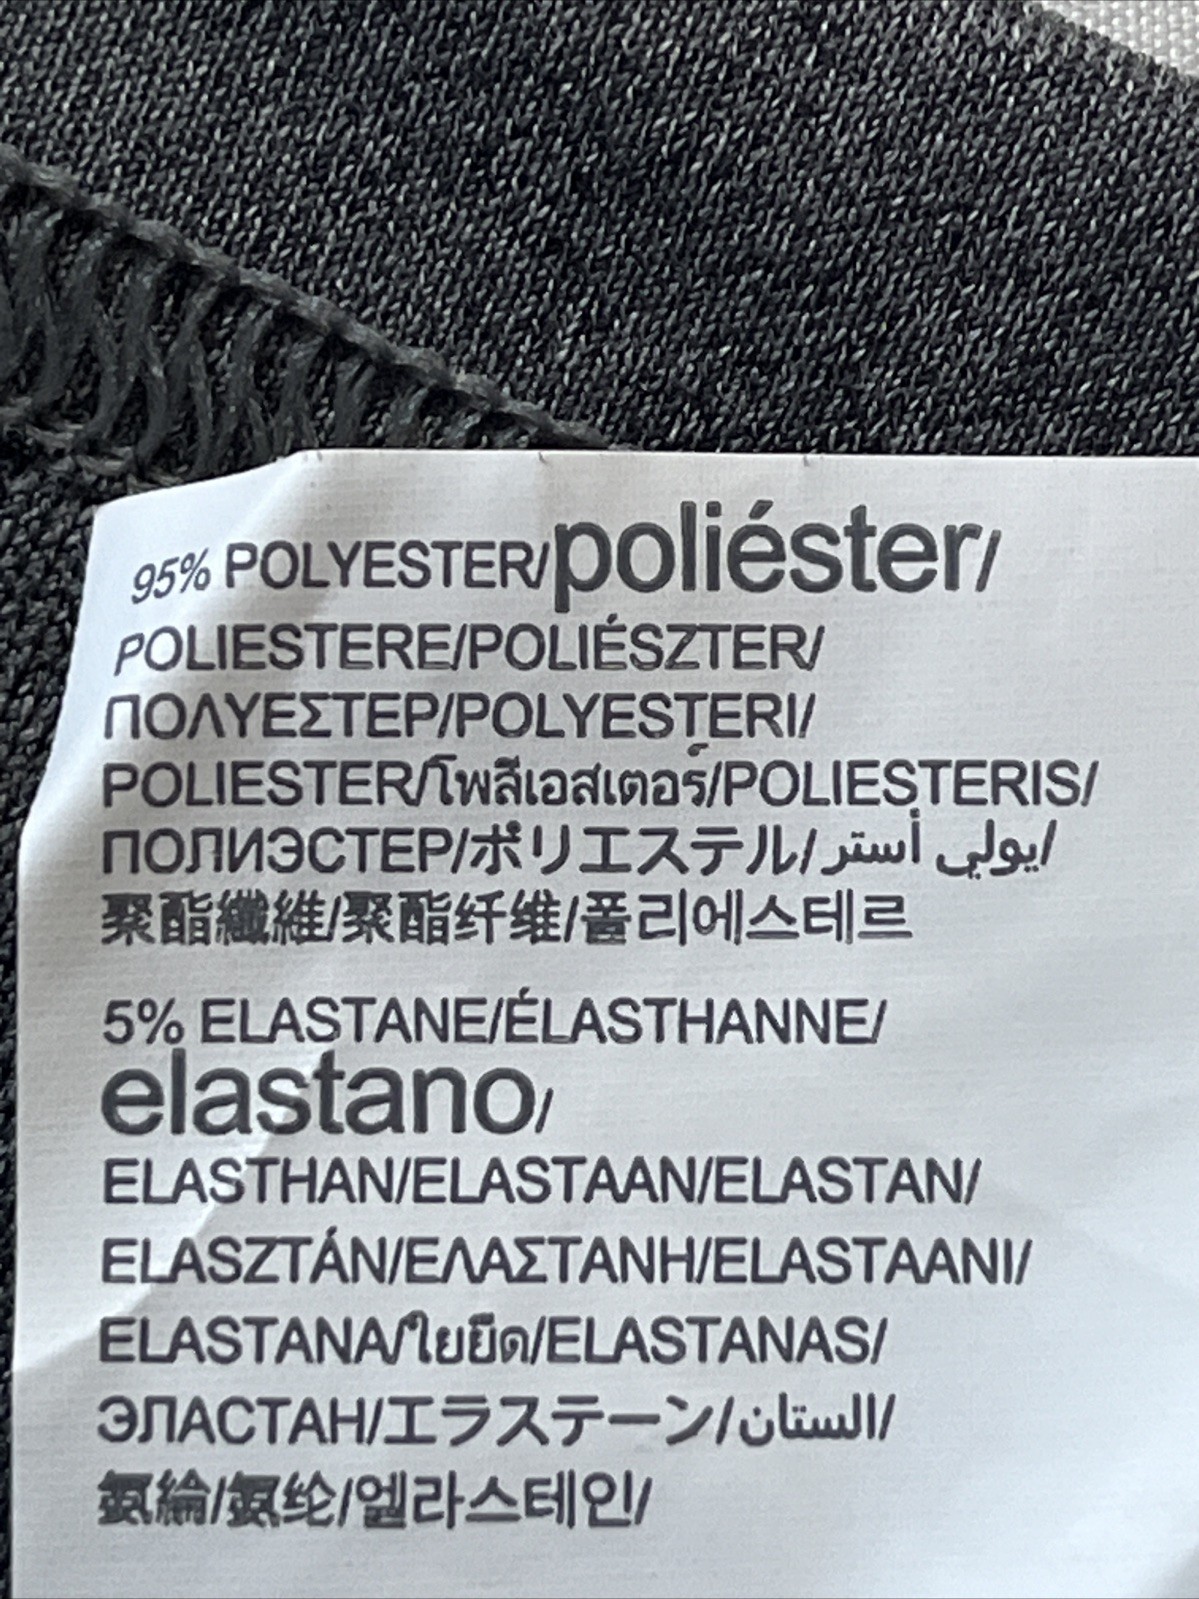 95% POLYESTER/poliéster/
POLIESTERE/POLIÉSZTER/
ΠΟΛΥΕΣΤΕΡ/POLYESTERI/
POLIESTER/โพลีเอสเตอร์/POLIESTERIS/
ПОЛИЭСТЕР/ポリエステル/يولي أستر/
聚酯纖維/聚酯纤维/폴리에스테르
5% ELASTANE/ÉLASTHANNE/
elastano/
ELASTHAN/ELASTAAN/ELASTAN/
ELASZTÁN/ΕΛΑΣΤΑΝΗ/ELASTAANI/
ELASTANA/ใยยืด/ELASTANAS/
ЭЛАСТАН/エラステーン/الستان/
氨綸/氨纶/엘라스테인/